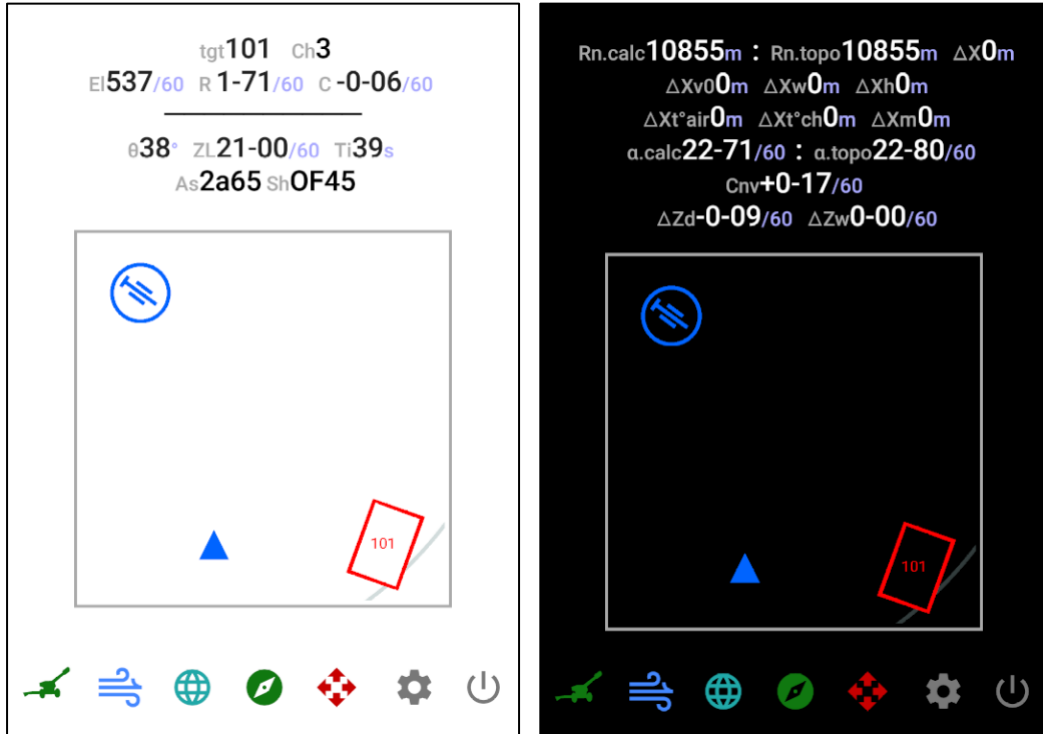 tgt101 Ch3
El537/60 R 1-71/60 C -0-06/60
θ38° ZL21-00/60 Ti39s
As2a65 ShOF45
101
Rn.calc10855m : Rn.topo10855m ΔX0m
ΔXv00m ΔXw0m ΔXh0m
ΔXt°air0m ΔXt°ch0m ΔXm0m
α.calc22-71/60 : α.topo22-80/60
Cnv+0-17/60
ΔZd-0-09/60 ΔZw0-00/60
101